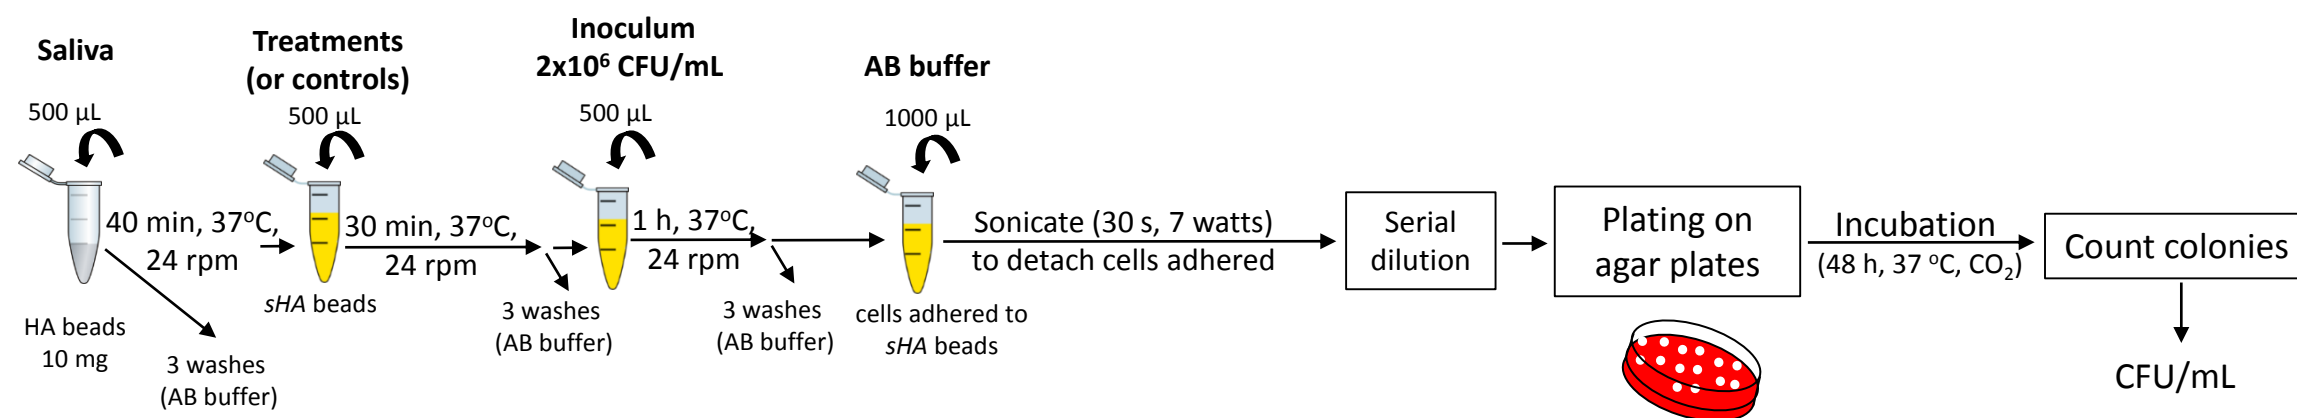 Saliva
500 µL
40 min, 37ºC,
24 rpm
HA beads
10 mg
3 washes
(AB buffer)
Treatments
(or controls)
500 µL
sHA beads
30 min, 37ºC,
24 rpm
3 washes
(AB buffer)
Inoculum
2x10⁶ CFU/mL
500 µL
1 h, 37ºC,
24 rpm
3 washes
(AB buffer)
AB buffer
1000 µL
cells adhered to
sHA beads
Sonicate (30 s, 7 watts)
to detach cells adhered
Serial
dilution
Plating on
agar plates
Incubation
(48 h, 37 ºC, CO₂)
Count colonies
CFU/mL